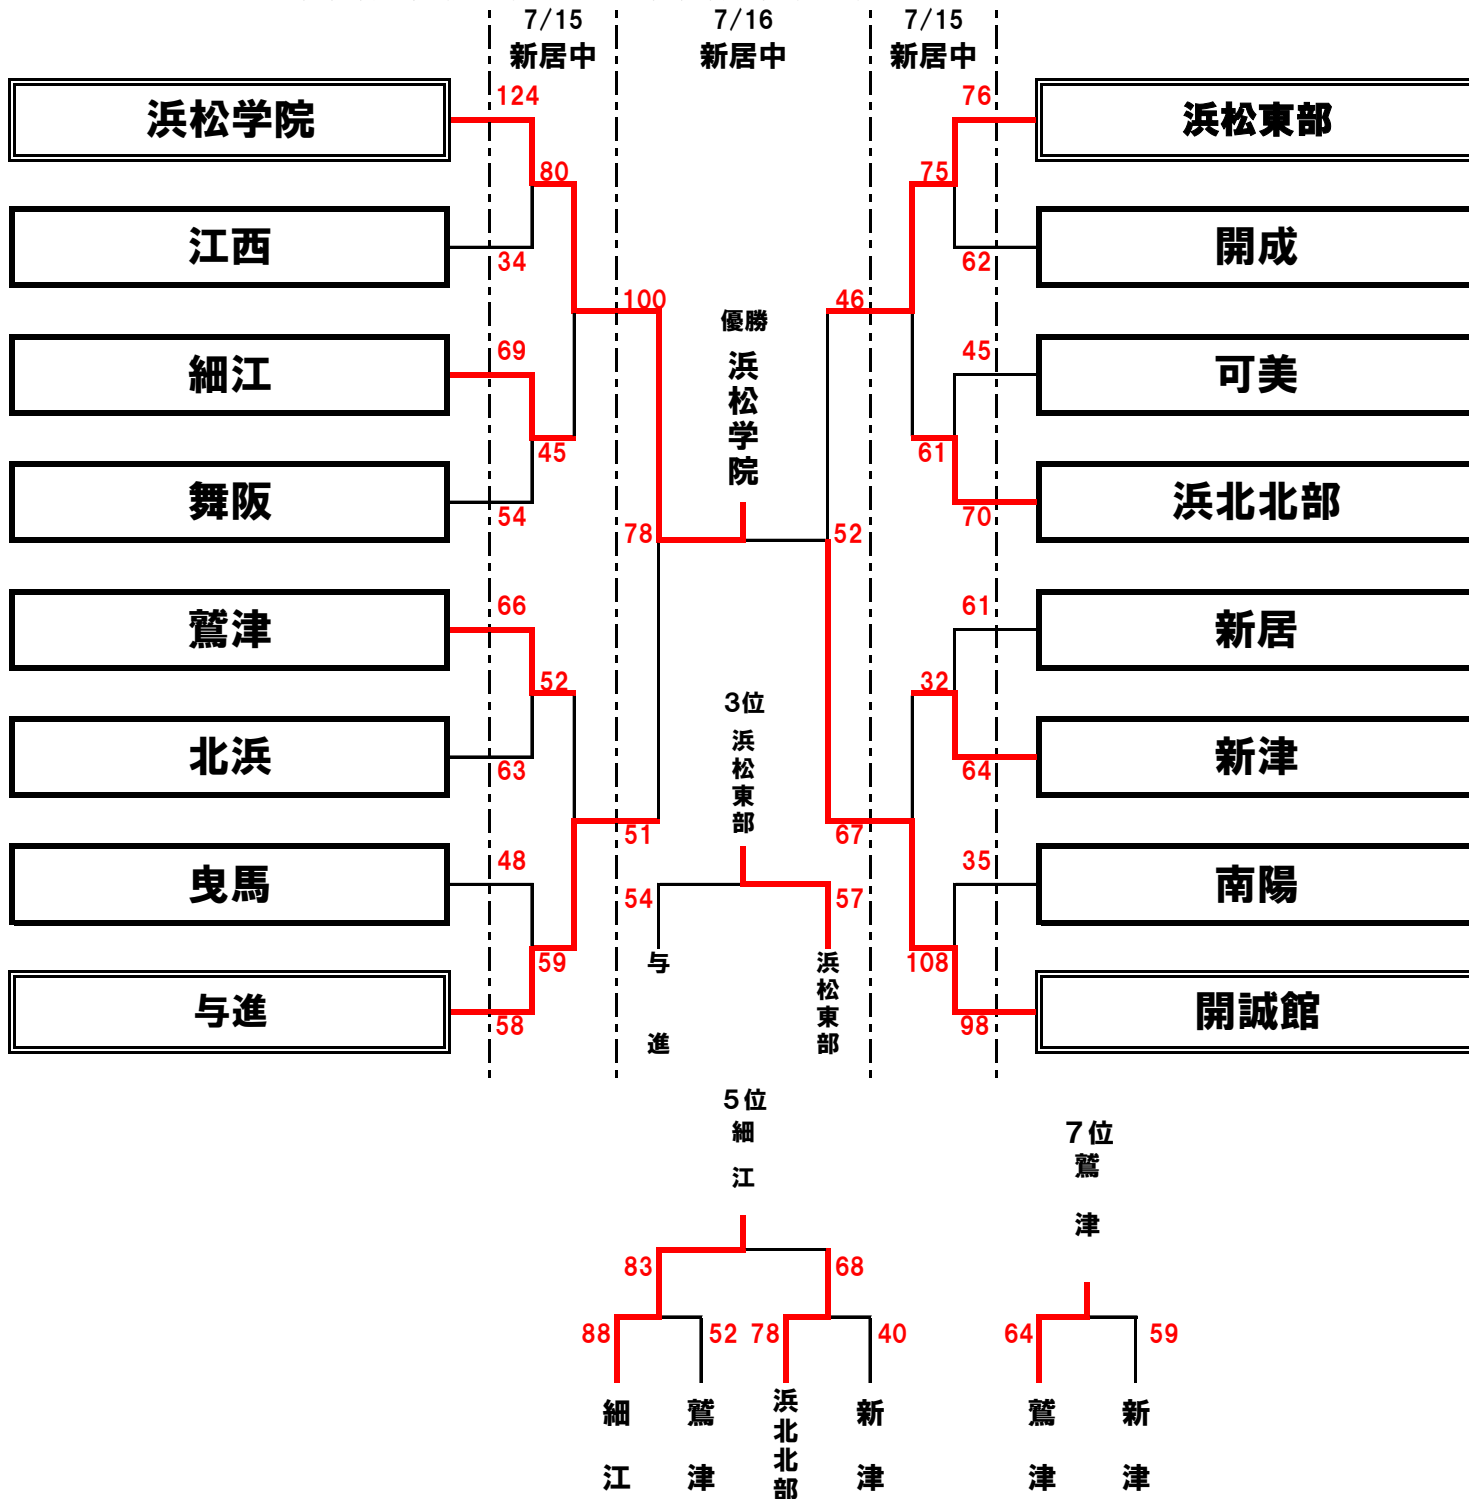 7/15
7/16
7/15
新居中
新居中
新居中
浜松学院
124
76
浜松東部
80
75
江西
34
62
開成
100
46
優勝
浜松学院
細江
69
45
可美
45
61
舞阪
54
70
浜北北部
78
52
鷲津
66
61
新居
52
32
3位
浜松東部
北浜
63
64
新津
51
67
曳馬
48
35
南陽
54
57
59
108
与進
浜松東部
与進
58
98
開誠館
5位
細江
7位
鷲津
83
68
88
52
78
40
64
59
細江
鷲津
浜北北部
新津
鷲津
新津